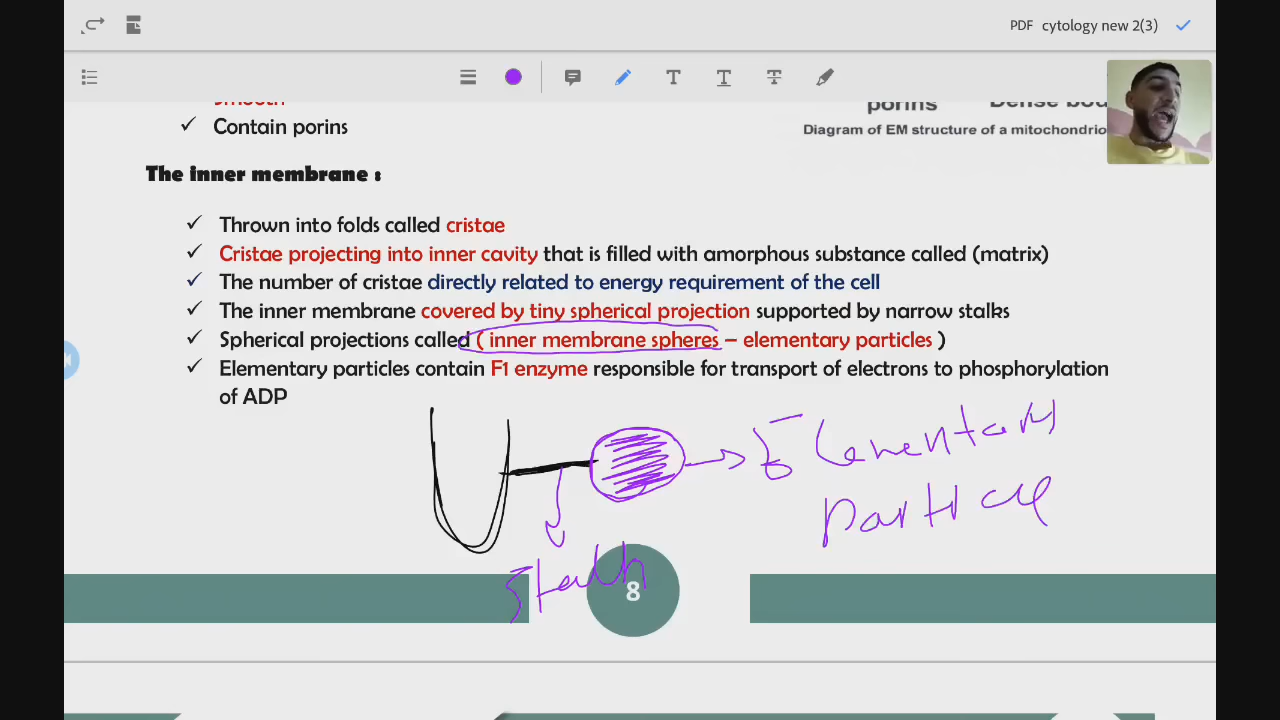 PDF cytology new 2(3)
smooth
✓ Contain porins
porins Dense bod
Diagram of EM structure of a mitochondrio
The inner membrane :
✓ Thrown into folds called cristae
✓ Cristae projecting into inner cavity that is filled with amorphous substance called (matrix)
✓ The number of cristae directly related to energy requirement of the cell
✓ The inner membrane covered by tiny spherical projection supported by narrow stalks
✓ Spherical projections called ( inner membrane spheres – elementary particles )
✓ Elementary particles contain F1 enzyme responsible for transport of electrons to phosphorylation
of ADP
Elementary
particle
8